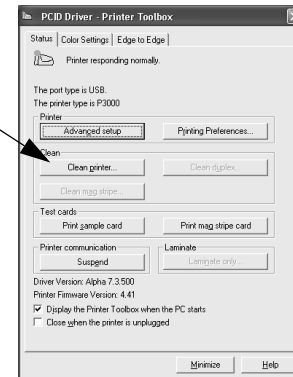 PCID Driver - Printer Toolbox
Status Color Settings Edge to Edge
Printer responding normally.
The port type is USB.
The printer type is P3000
Printer
Advanced setup Printing Preferences...
Clean
Clean printer... Clean duplex...
Clean mag stripe...
Test cards
Print sample card Print mag stripe card
Printer communication Laminate
Suspend Laminate only...
Driver Version: Alpha 7.3.500
Printer Firmware Version: 4.41
Display the Printer Toolbox when the PC starts
Close when the printer is unplugged
Minimize Help